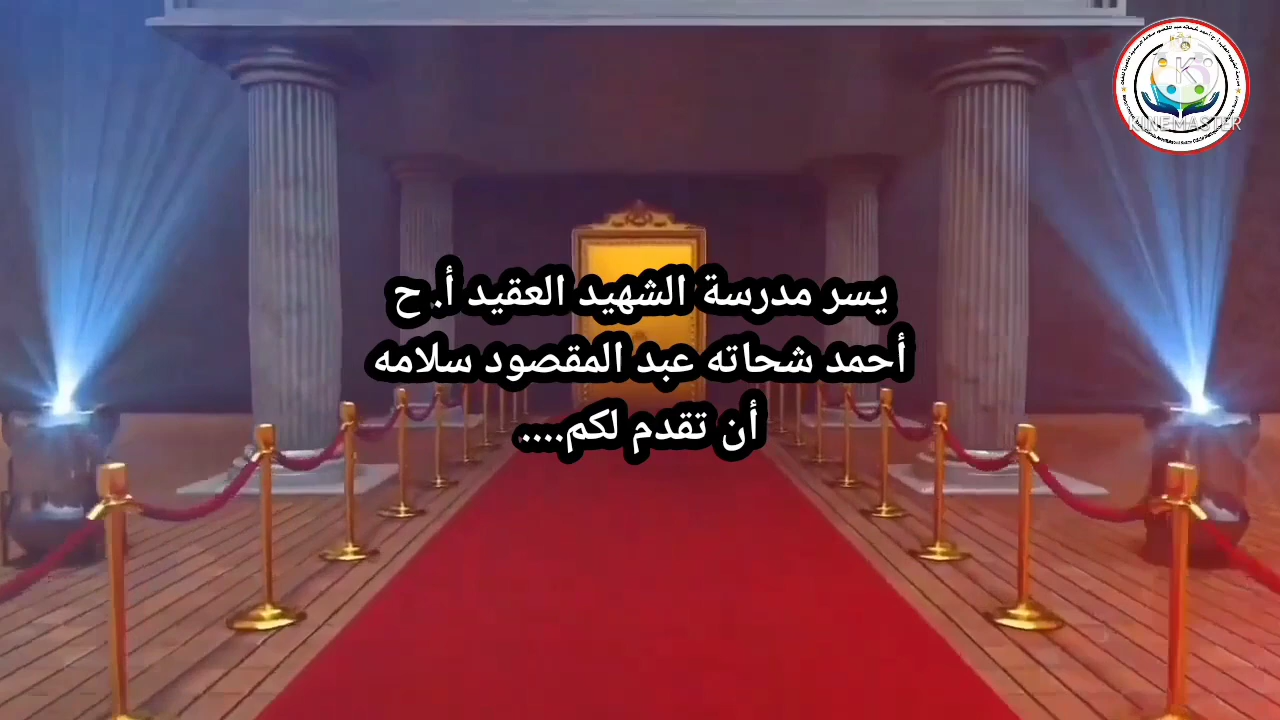 يسر مدرسة الشهيد العقيد أ. ح
أحمد شحاته عبد المقصود سلامه
أن تقدم لكم....
KINEMASTER